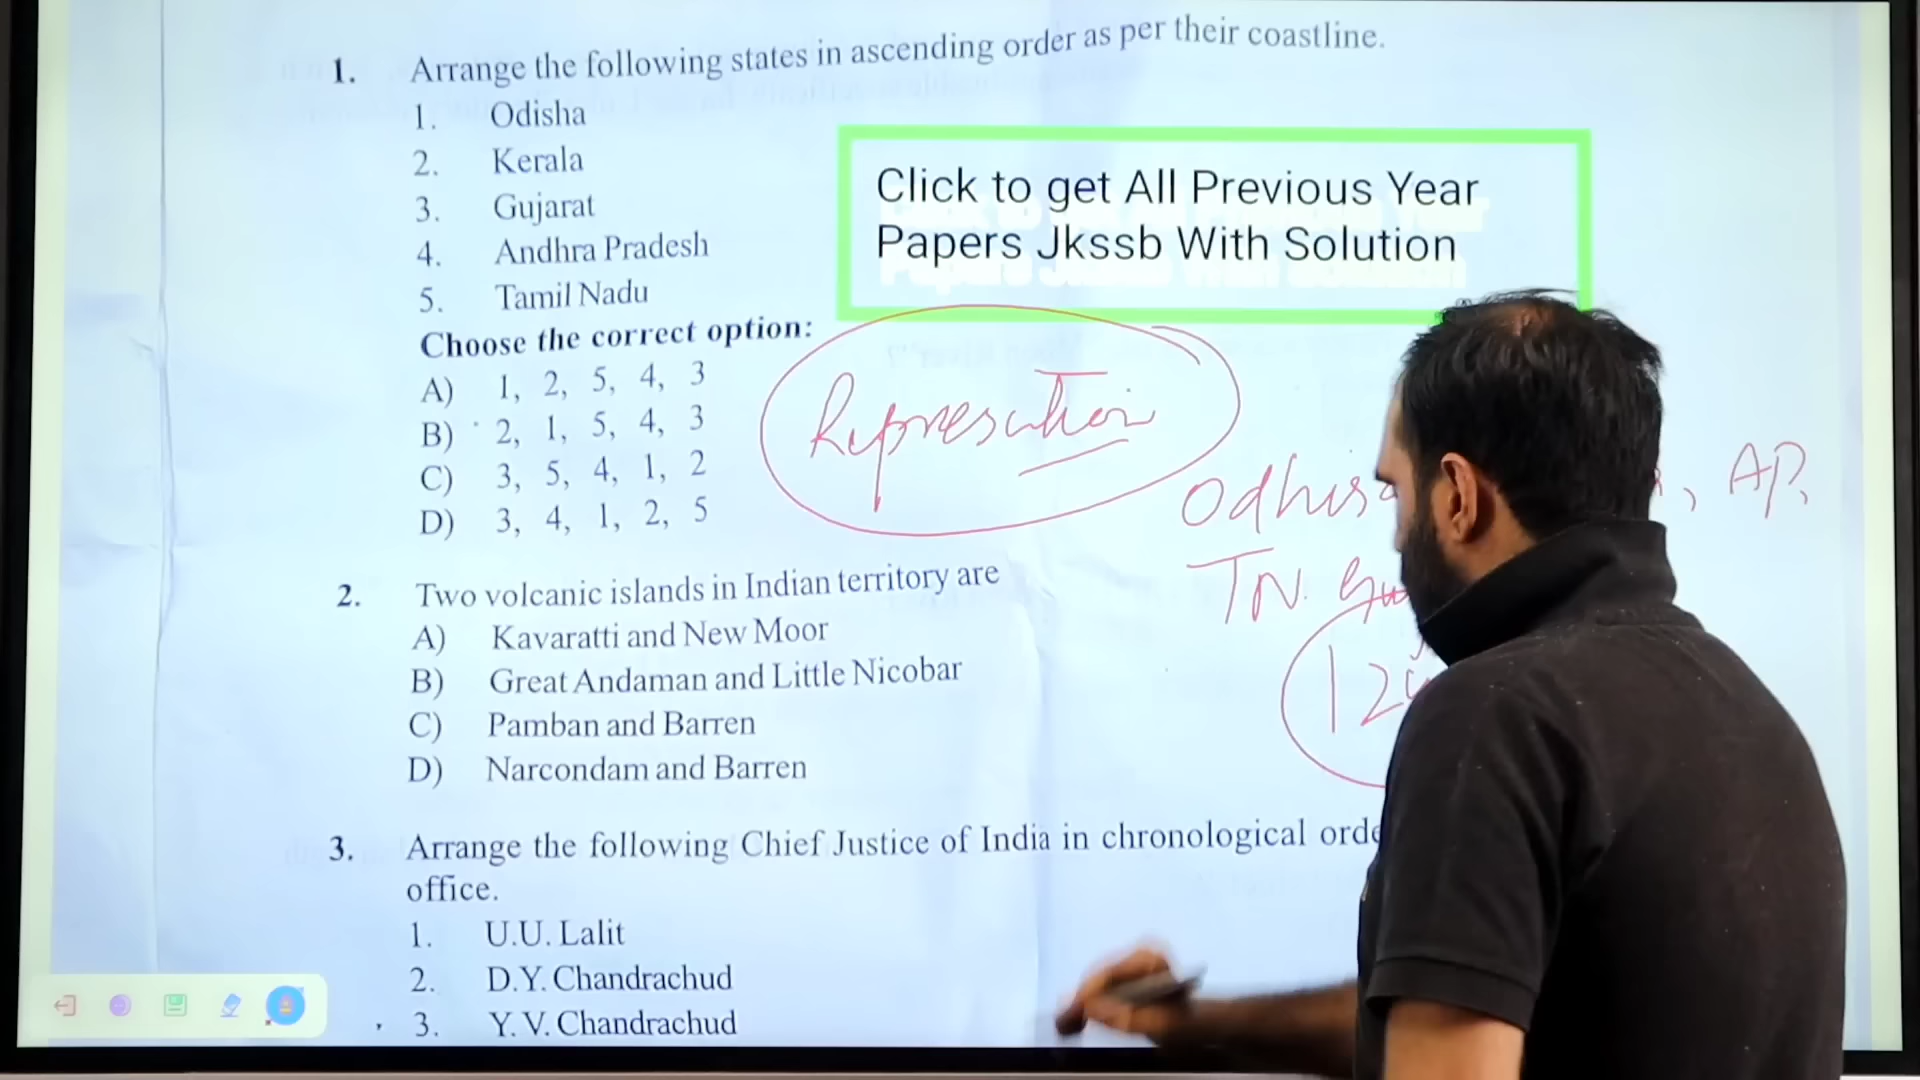 1. Arrange the following states in ascending order as per their coastline.
1. Odisha
2. Kerala
3. Gujarat
4. Andhra Pradesh
5. Tamil Nadu
Choose the correct option:
A) 1, 2, 5, 4, 3
B) 2, 1, 5, 4, 3
C) 3, 5, 4, 1, 2
D) 3, 4, 1, 2, 5
Click to get All Previous Year
Papers Jkssb With Solution
AP,
TN.
2. Two volcanic islands in Indian territory are
A) Kavaratti and New Moor
B) Great Andaman and Little Nicobar
C) Pamban and Barren
D) Narcondam and Barren
3. Arrange the following Chief Justice of India in chronological
office.
1. U.U. Lalit
2. D.Y. Chandrachud
3. Y. V. Chandrachud